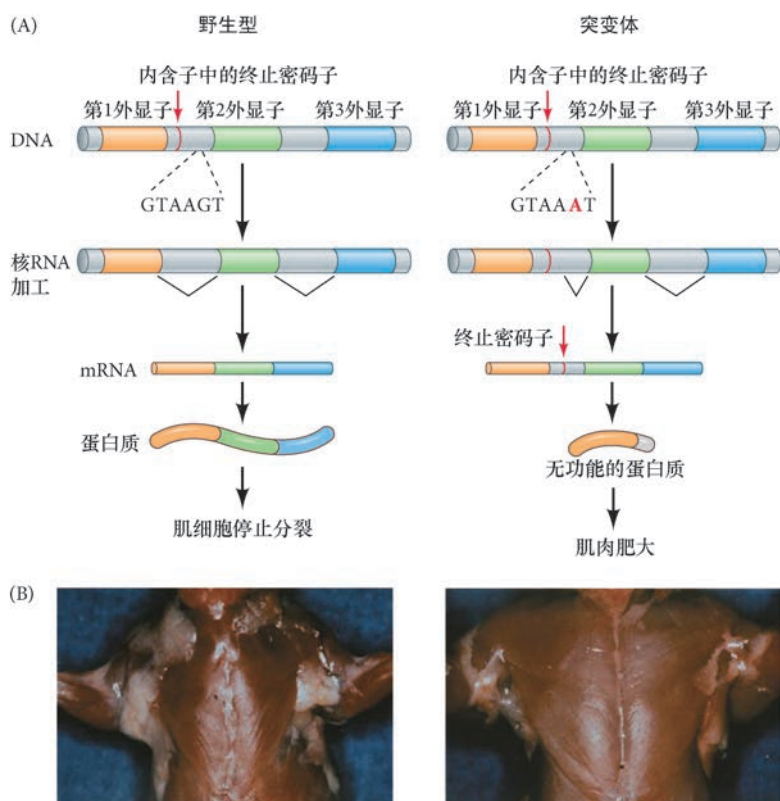 (A)
野生型
突变体
内含子中的终止密码子
内含子中的终止密码子
第1外显子 第2外显子 第3外显子
第1外显子 第2外显子 第3外显子
DNA
GTAAGT
GTAAAT
核RNA
加工
终止密码子
mRNA
蛋白质
无功能的蛋白质
肌细胞停止分裂
肌肉肥大
(B)